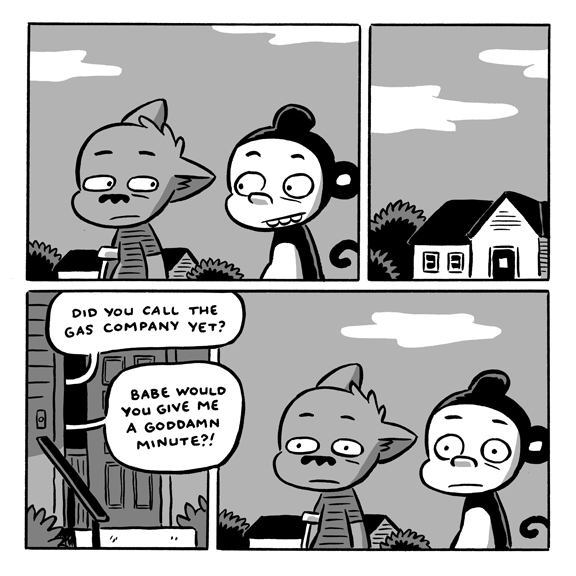 DID YOU CALL THE
GAS COMPANY YET?
BABE WOULD
YOU GIVE ME
A GODDAMN
MINUTE?!